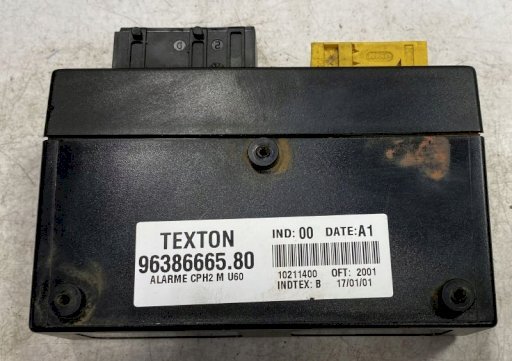 TEXTON
IND: 00 DATE: A1
96386665.80
ALARME CPH2 M U60
10211400 OFT: 2001
INDTEX: B 17/01/01